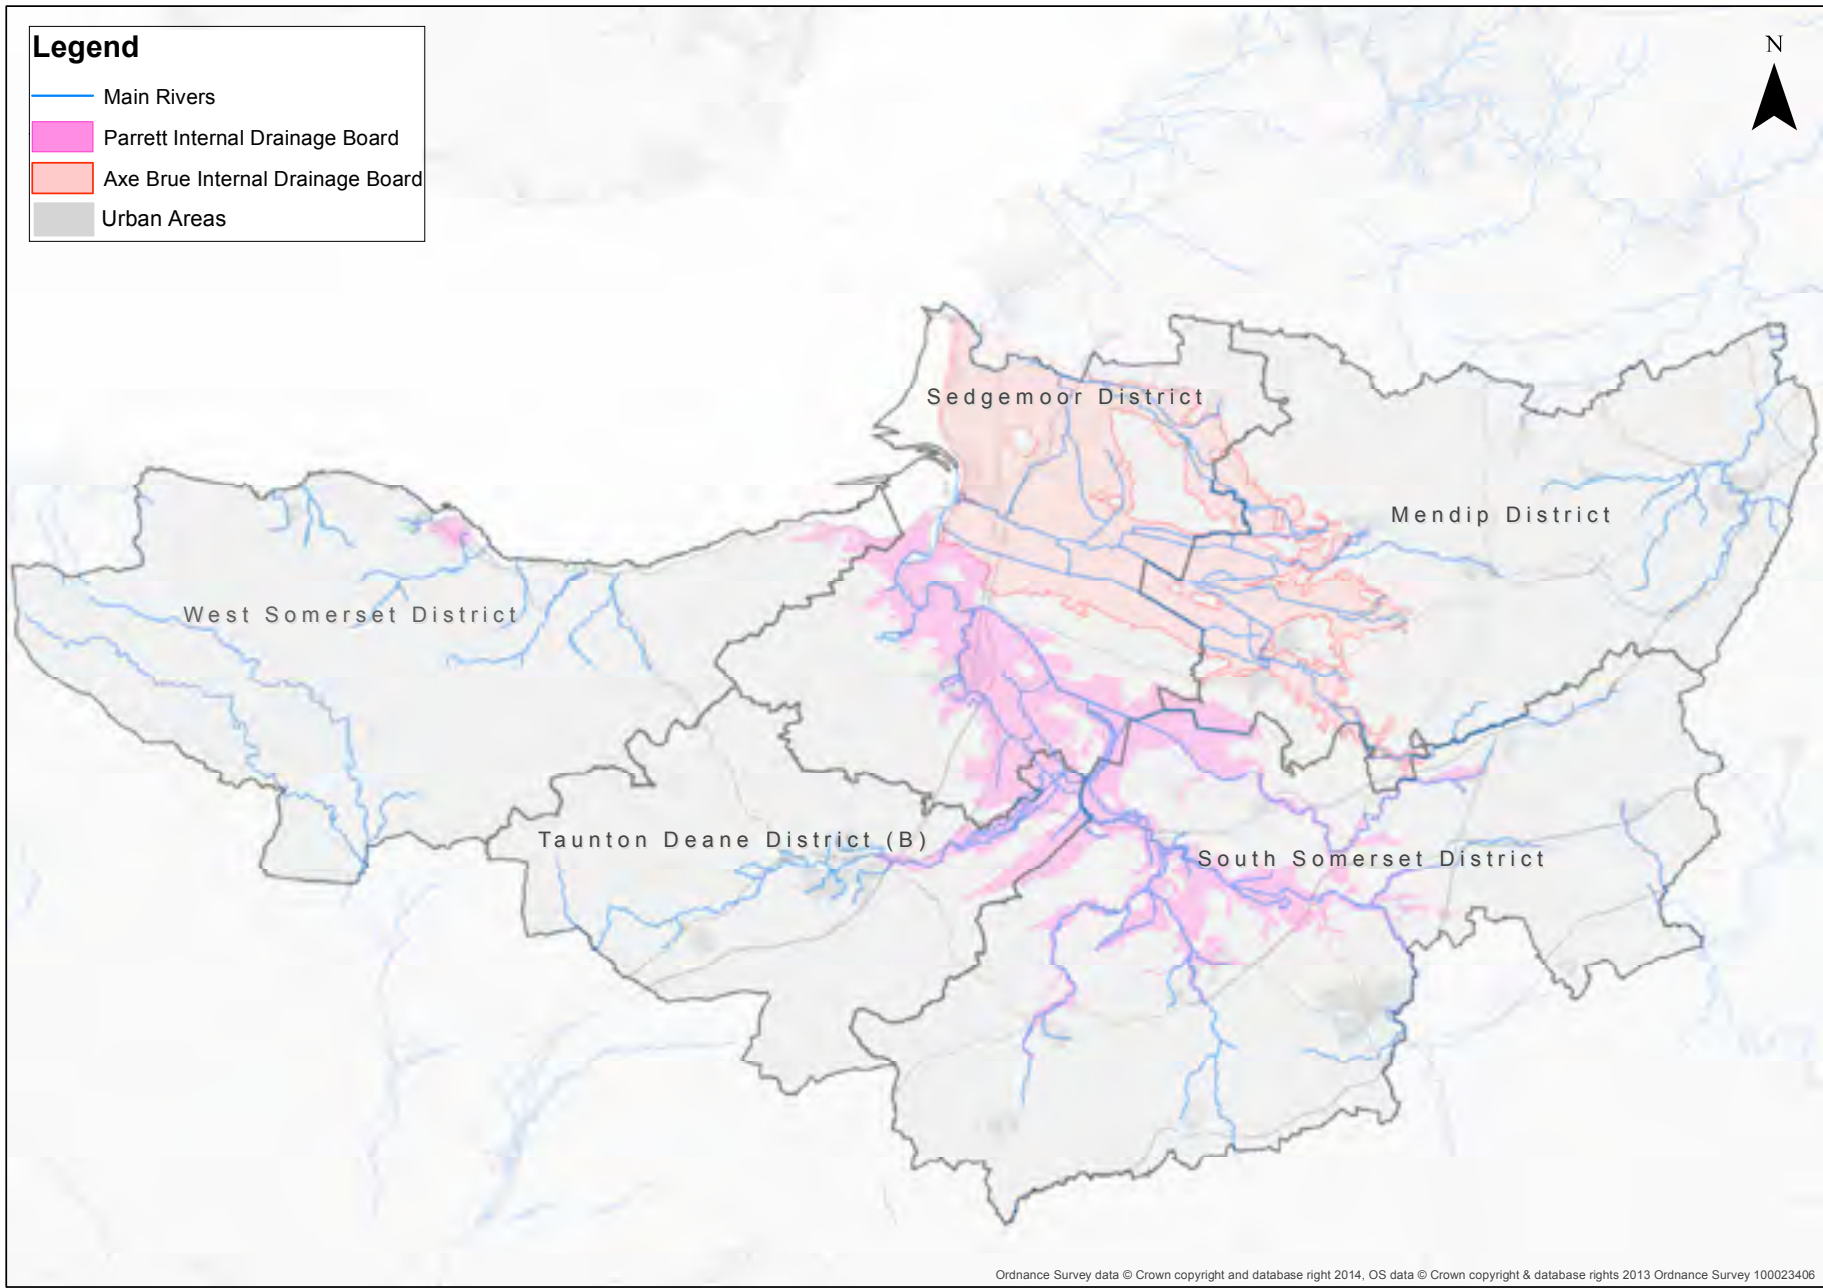 Legend
Main Rivers
Parrett Internal Drainage Board
Axe Brue Internal Drainage Board
Urban Areas
N
Sedgemoor District
Mendip District
West Somerset District
Taunton Deane District (B)
South Somerset District
Ordnance Survey data © Crown copyright and database right 2014, OS data © Crown copyright & database rights 2013 Ordnance Survey 100023406